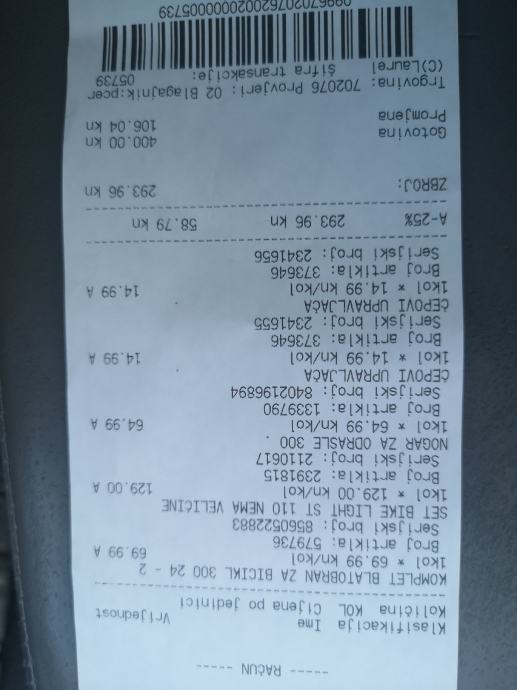 ----- RAČUN -----
Klasifikacija Ime
Količina KOL Cijena po jedinici Vrijednost
KOMPLET BLATOBRAN ZA BICIKL 300 24 - 2
1kol * 69.99 kn/kol 69.99 A
Broj artikla: 579736
Serijski broj: 8560522883
SET BIKE LIGHT ST 110 NEMA VELIČINE
1kol * 129.00 kn/kol 129.00 A
Broj artikla: 2391815
Serijski broj: 2110617
NOGAR ZA ODRASLE 300 .
1kol * 64.99 kn/kol 64.99 A
Broj artikla: 1339790
Serijski broj: 8402196894
ČEPOVI UPRAVLJAČA
1kol * 14.99 kn/kol 14.99 A
Broj artikla: 373646
Serijski broj: 2341655
ČEPOVI UPRAVLJAČA
1kol * 14.99 kn/kol 14.99 A
Broj artikla: 373646
Serijski broj: 2341656
A-25% 293.96 kn 58.79 kn
ZBROJ: 293.96 kn
Gotovina 400.00 kn
Promjena 106.04 kn
Trgovina: 702076 Provjeri: 02 Blagajnik:pcer
(C)Laurel Šifra transakcije: 05739